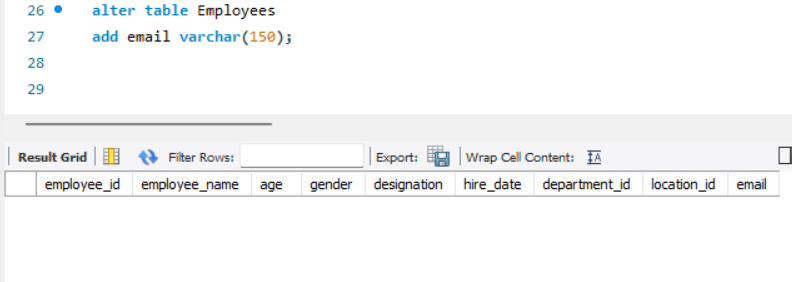 26 alter table Employees
27 add email varchar(150);
28
29
Result Grid Filter Rows: Export: Wrap Cell Content: IA
employee_id employee_name age gender designation hire_date department_id location_id email